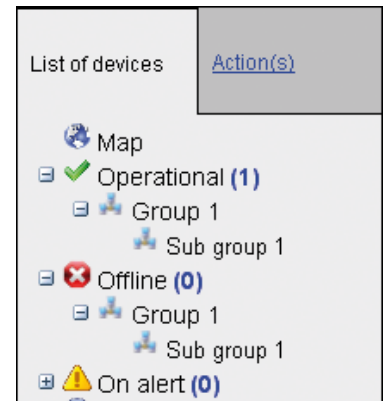 List of devices
Action(s)
Map
Operational (1)
Group 1
Sub group 1
Offline (0)
Group 1
Sub group 1
On alert (0)